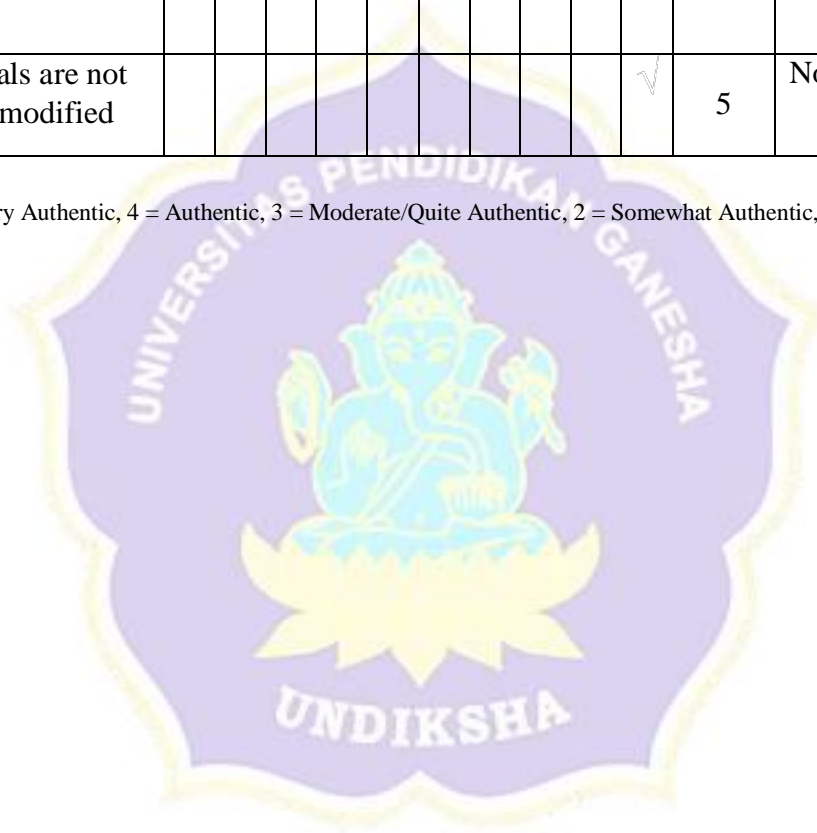 als are not
modified
√
5
No
ry Authentic, 4 = Authentic, 3 = Moderate/Quite Authentic, 2 = Somewhat Authentic,
UNIVERSITAS PENDIDIKAN GANESHA
UNDIKSHA